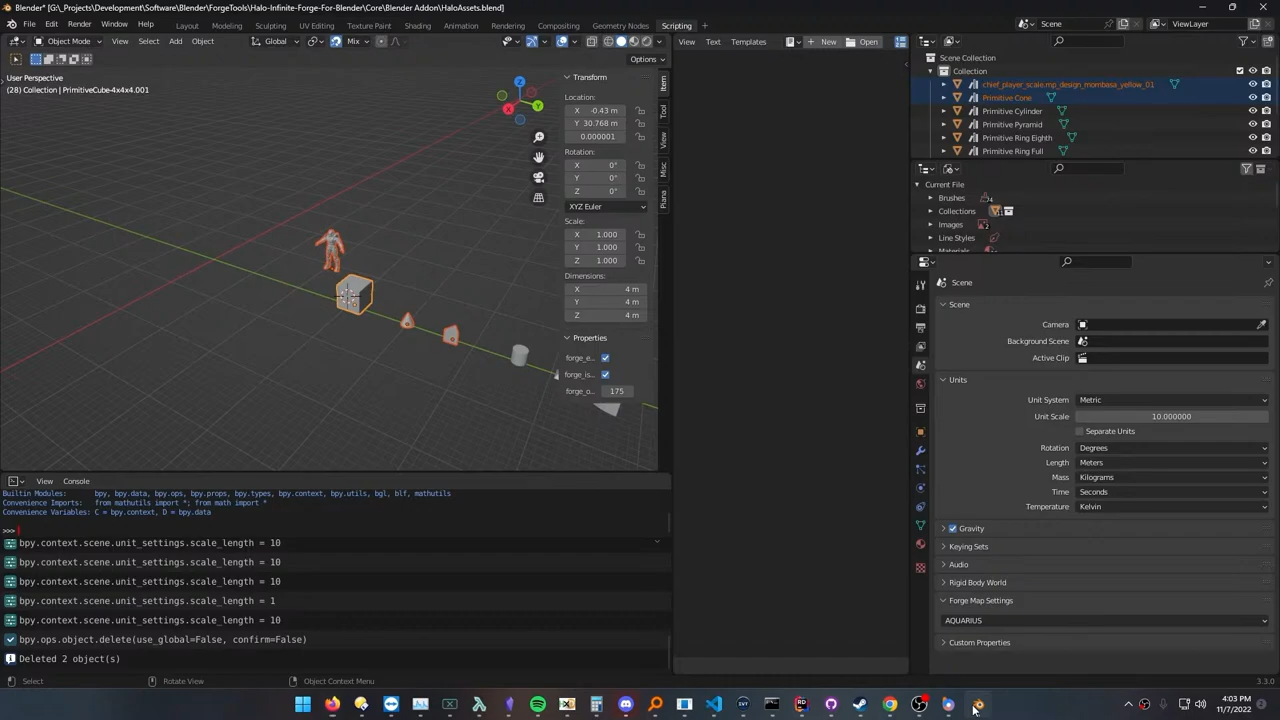 Blender* [G:\_Projects\Development\Software\Blender\ForgeTools\Halo-Infinite-Forge-For-Blender\Core\Blender Addon\HaloAssets.blend]
File Edit Render Window Help Layout Modeling Sculpting UV Editing Texture Paint Shading Animation Rendering Compositing Geometry Nodes Scripting Scene ViewLayer
Object Mode View Select Add Object Global Mix
View Text Templates New Open
Options
User Perspective
(28) Collection | PrimitiveCube-4x4x4.001
X
Y
Z
Transform
Location:
X -0.43 m
Y 30.768 m
0.000001
Rotation:
X 0°
Y 0°
Z 0°
XYZ Euler
Scale:
X 1.000
Y 1.000
Z 1.000
Dimensions:
X 4 m
Y 4 m
Z 4 m
Properties
forge_e...
forge_is...
forge_o... 175
Item
Tool
View
Misc
Scene Collection
Collection
chief_player_scale.mp_design_mombasa_yellow_01
Primitive Cone
Primitive Cylinder
Primitive Pyramid
Primitive Ring Eighth
Primitive Ring Full
Current File
Brushes
Collections
Images
Line Styles
Materials
Scene
Scene
Camera
Background Scene
Active Clip
Units
Unit System Metric
Unit Scale 10.000000
Separate Units
Rotation Degrees
Length Meters
Mass Kilograms
Time Seconds
Temperature Kelvin
Gravity
Keying Sets
Audio
Rigid Body World
Forge Map Settings
AQUARIUS
Custom Properties
View Console
Builtin Modules: bpy, bpy.data, bpy.ops, bpy.props, bpy.types, bpy.context, bpy.utils, bgl, blf, mathutils
Convenience Imports: from mathutils import *; from math import *
Convenience Variables: C = bpy.context, D = bpy.data
>>>
bpy.context.scene.unit_settings.scale_length = 10
bpy.context.scene.unit_settings.scale_length = 10
bpy.context.scene.unit_settings.scale_length = 10
bpy.context.scene.unit_settings.scale_length = 1
bpy.context.scene.unit_settings.scale_length = 10
bpy.ops.object.delete(use_global=False, confirm=False)
Deleted 2 object(s)
Select Rotate View Object Context Menu 3.3.0
4:03 PM
11/7/2022